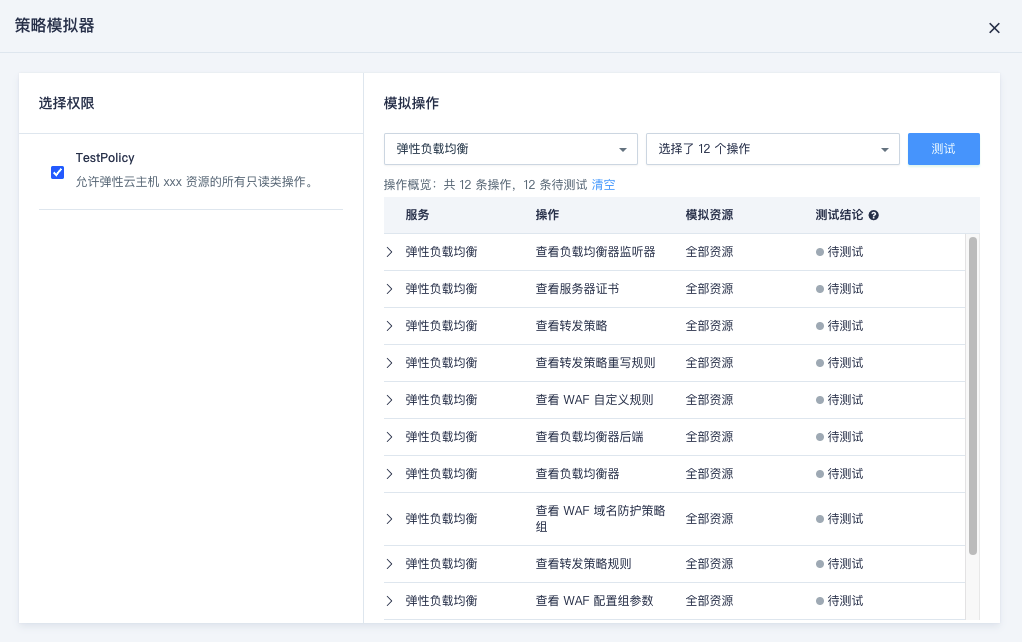 策略模拟器
选择权限
TestPolicy
允许弹性云主机 xxx 资源的所有只读类操作。
模拟操作
弹性负载均衡
选择了 12 个操作
测试
操作概览：共 12 条操作，12 条待测试 清空
服务 操作 模拟资源 测试结论
弹性负载均衡 查看负载均衡器监听器 全部资源 待测试
弹性负载均衡 查看服务器证书 全部资源 待测试
弹性负载均衡 查看转发策略 全部资源 待测试
弹性负载均衡 查看转发策略重写规则 全部资源 待测试
弹性负载均衡 查看 WAF 自定义规则 全部资源 待测试
弹性负载均衡 查看负载均衡器后端 全部资源 待测试
弹性负载均衡 查看负载均衡器 全部资源 待测试
弹性负载均衡 查看 WAF 域名防护策略 全部资源 待测试
组
弹性负载均衡 查看转发策略规则 全部资源 待测试
弹性负载均衡 查看 WAF 配置组参数 全部资源 待测试